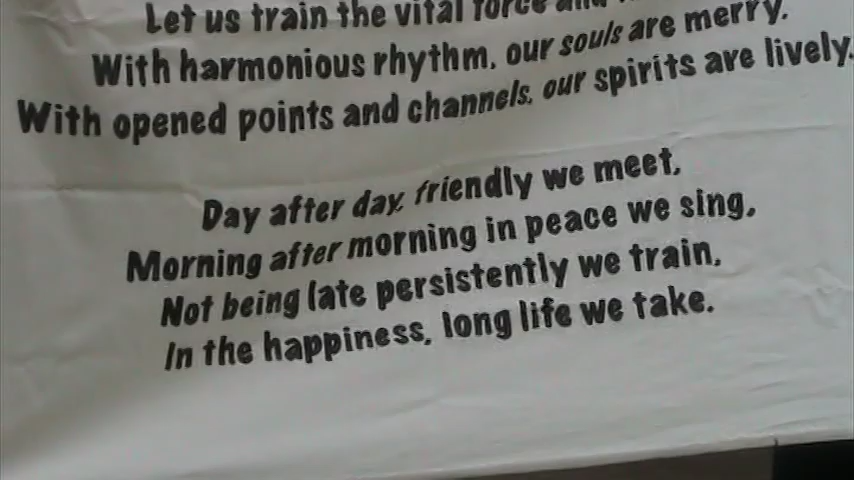 Let us train the vital force and
With harmonious rhythm, our souls are merry.
With opened points and channels, our spirits are lively.
Day after day, friendly we meet,
Morning after morning in peace we sing,
Not being late persistently we train,
In the happiness, long life we take.